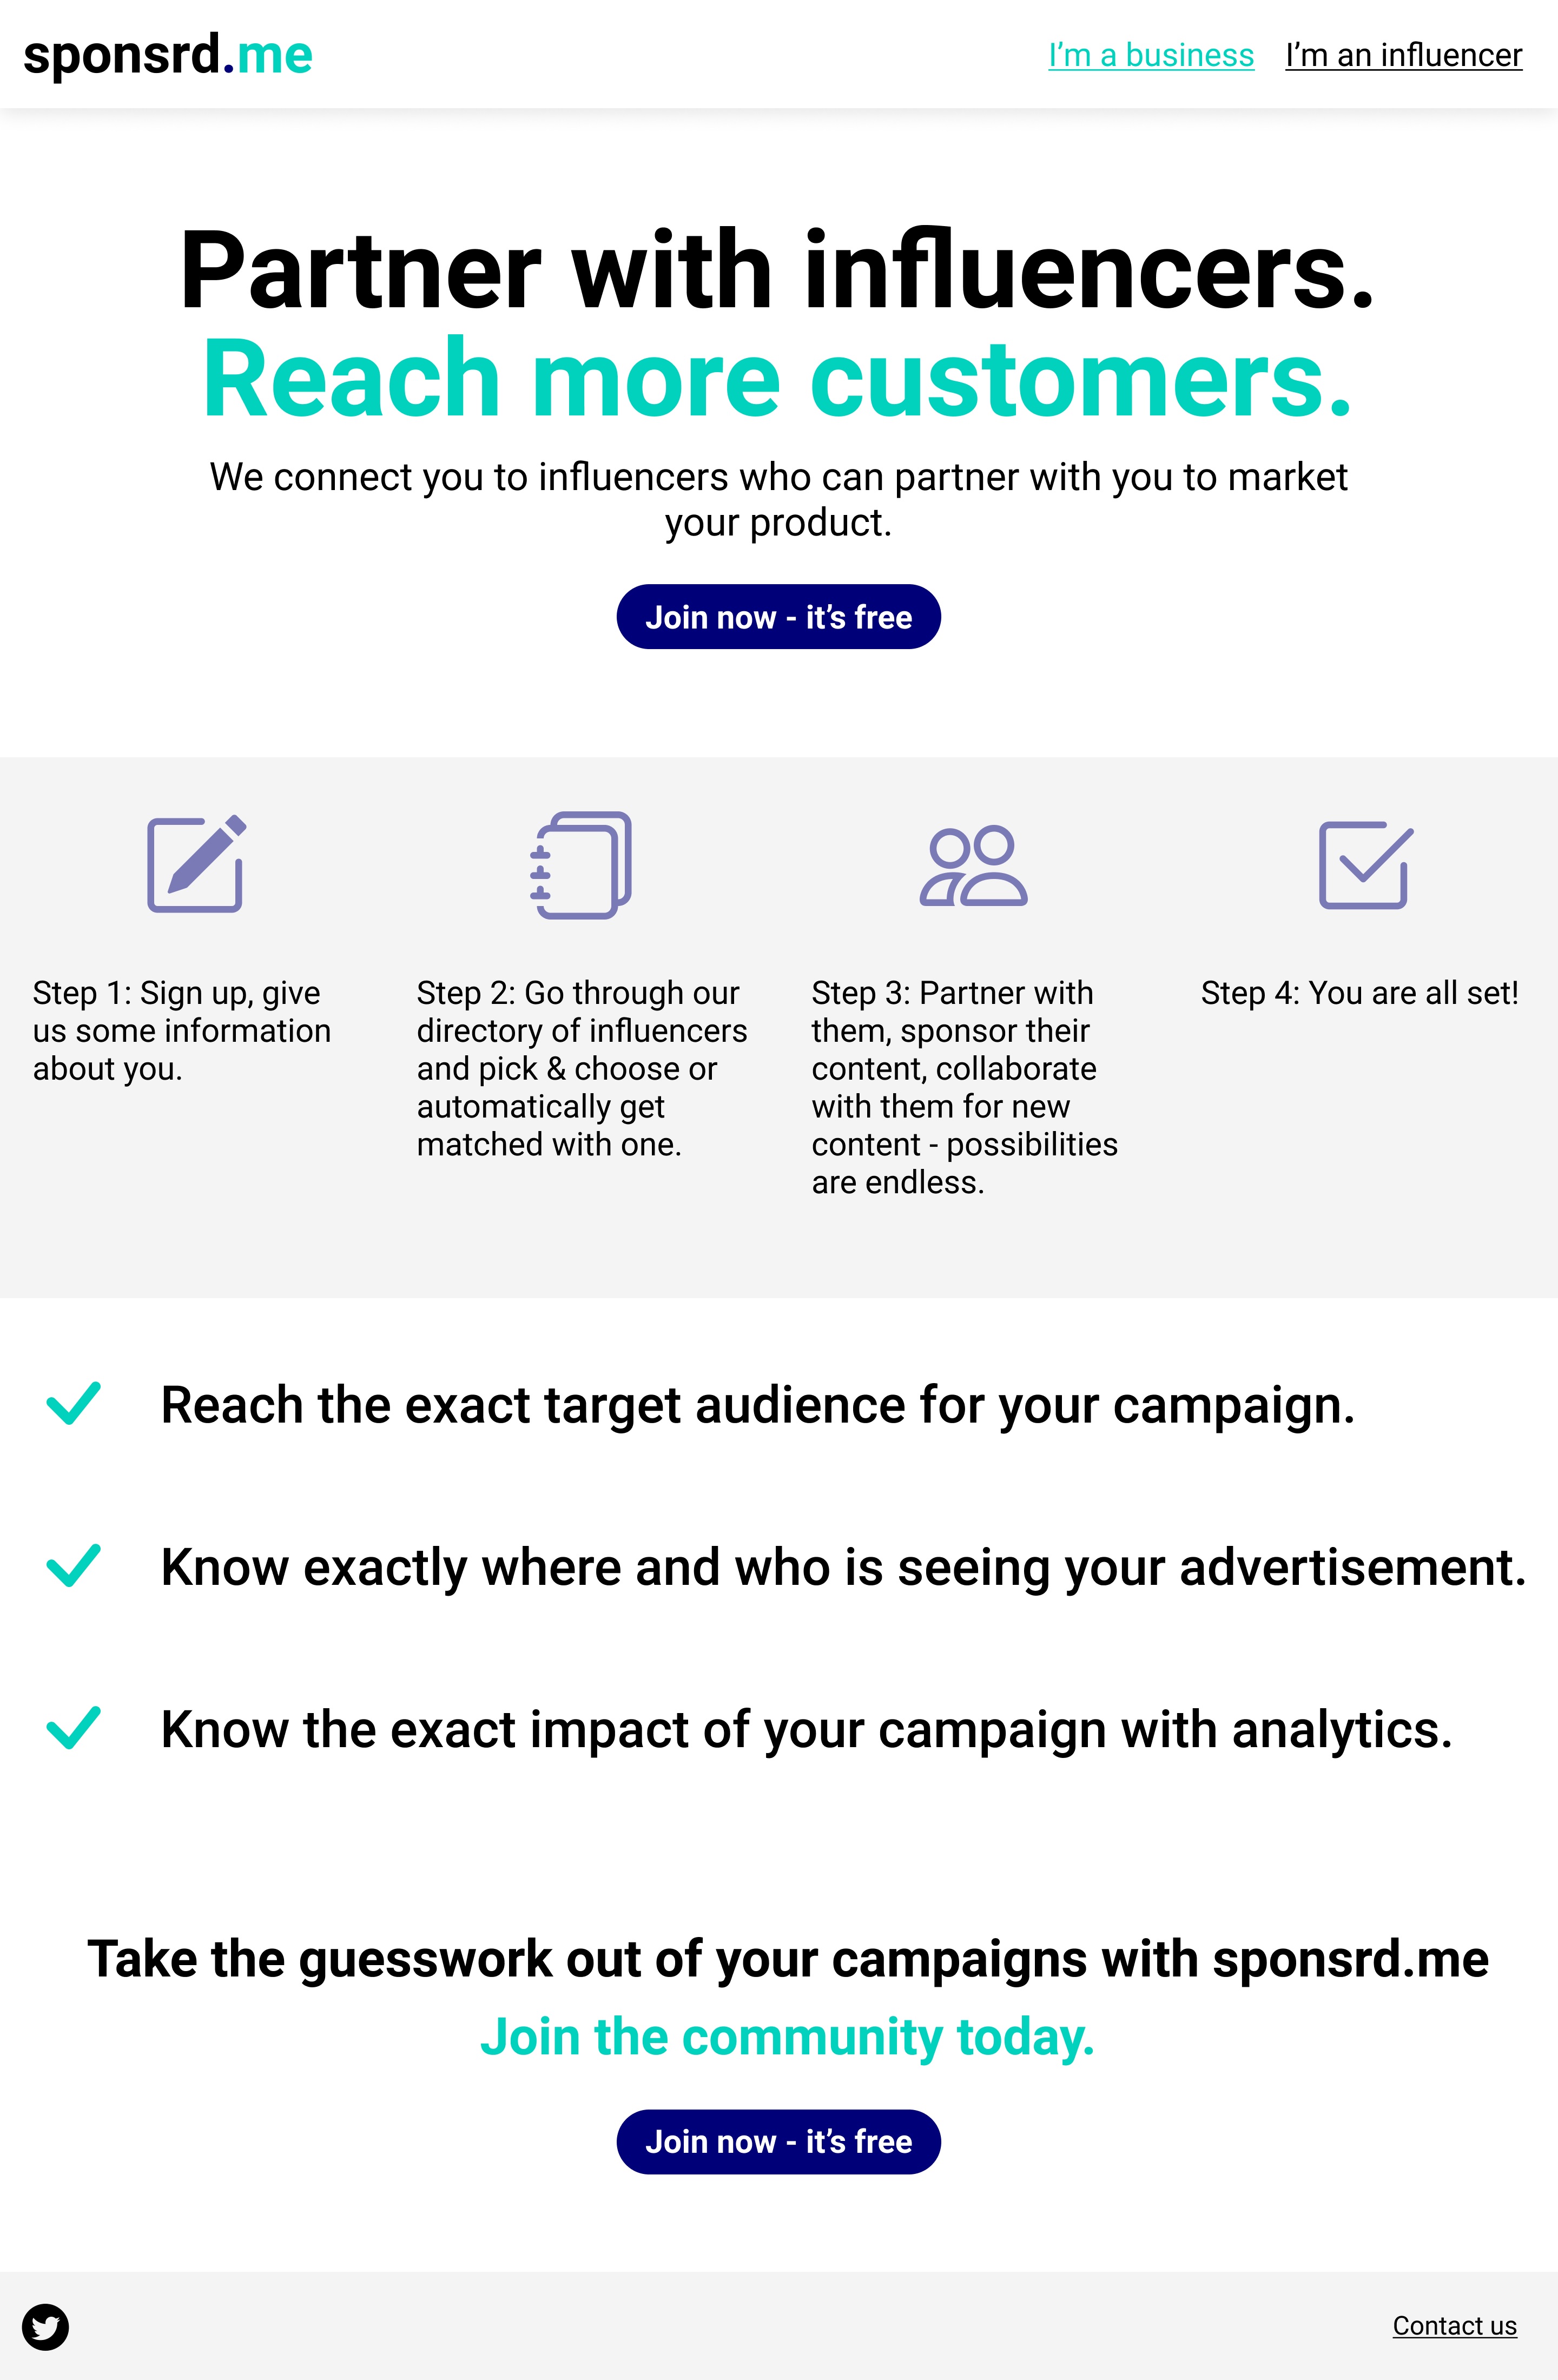 sponsrd.me
I’m a business
I’m an influencer
Partner with influencers.
Reach more customers.
We connect you to influencers who can partner with you to market
your product.
Join now - it’s free
Step 1: Sign up, give
us some information
about you.
Step 2: Go through our
directory of influencers
and pick & choose or
automatically get
matched with one.
Step 3: Partner with
them, sponsor their
content, collaborate
with them for new
content - possibilities
are endless.
Step 4: You are all set!
Reach the exact target audience for your campaign.
Know exactly where and who is seeing your advertisement.
Know the exact impact of your campaign with analytics.
Take the guesswork out of your campaigns with sponsrd.me
Join the community today.
Join now - it’s free
Contact us